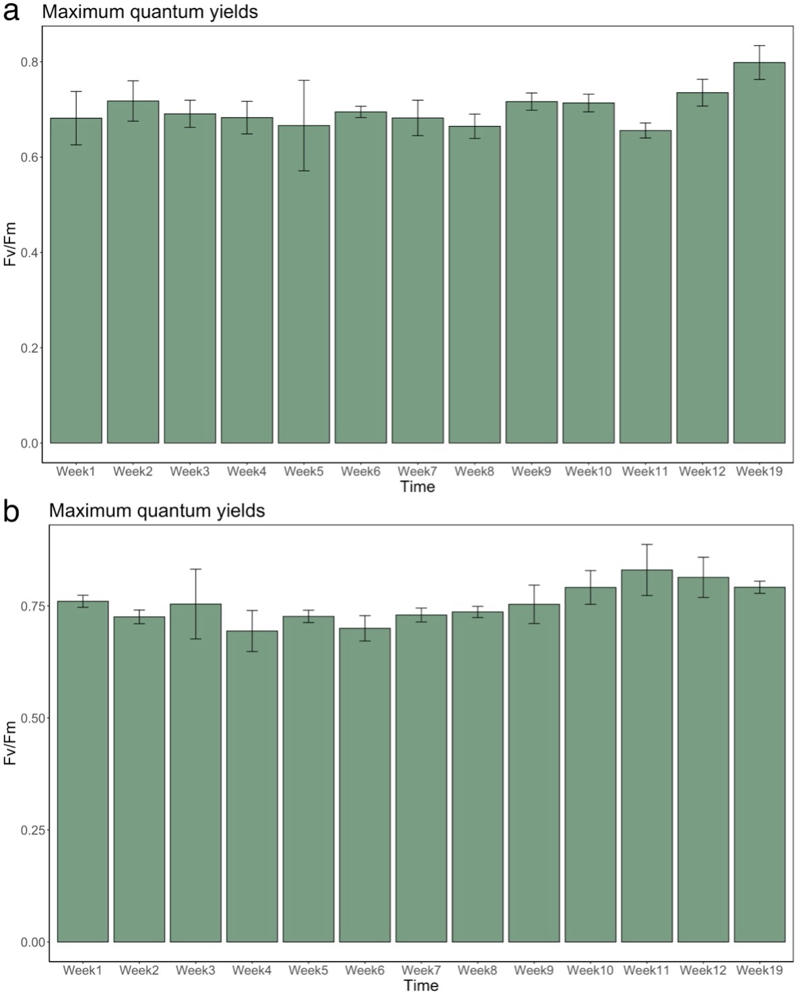 a Maximum quantum yields
0.8
0.6
0.4
0.2
0.0
Fv/Fm
Week1 Week2 Week3 Week4 Week5 Week6 Week7 Week8 Week9 Week10 Week11 Week12 Week19
Time
b Maximum quantum yields
0.75
0.50
0.25
0.00
Fv/Fm
Week1 Week2 Week3 Week4 Week5 Week6 Week7 Week8 Week9 Week10 Week11 Week12 Week19
Time